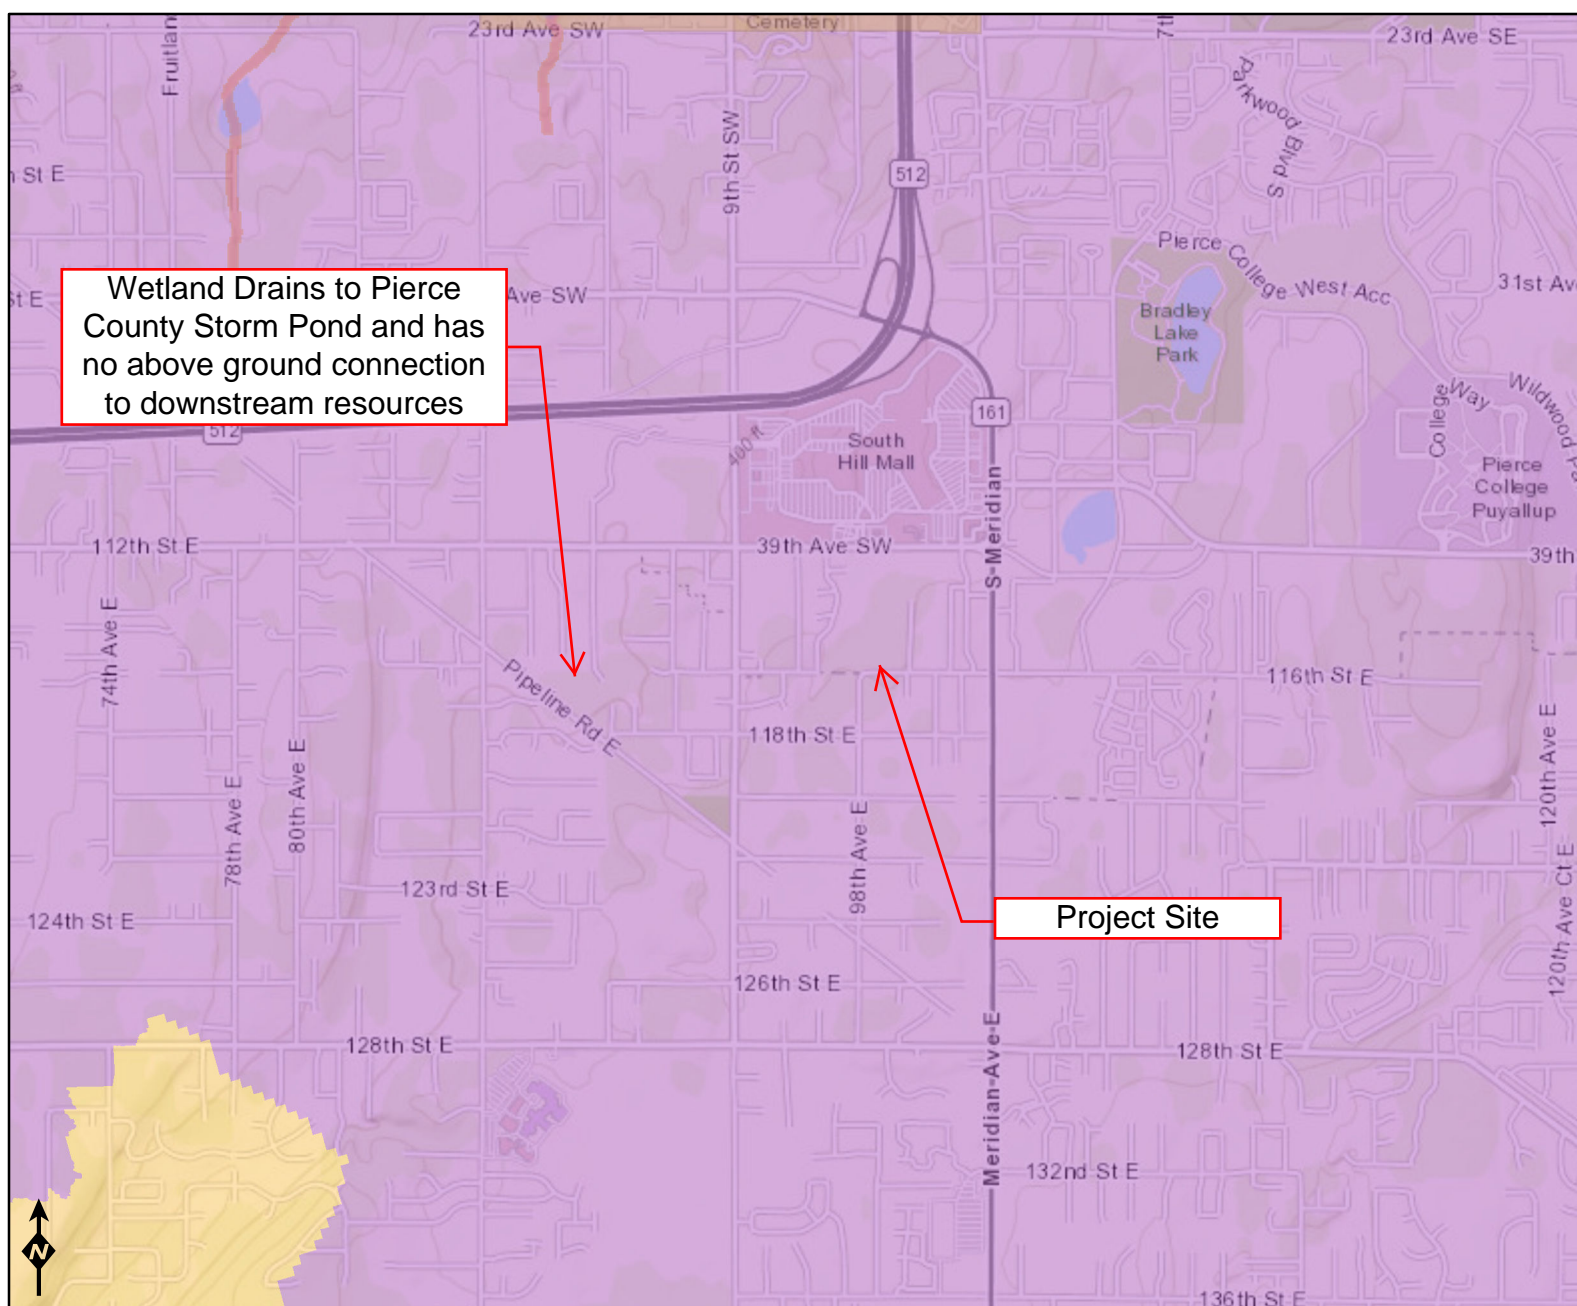 23rd Ave SW
Cemetery
7th
23rd Ave SE
Fruitlan
Parkwood Blvd S
9th St SW
512
St E
Pierce College West Acc
31st Av
St E
Ave SW
Wetland Drains to Pierce
County Storm Pond and has
no above ground connection
to downstream resources
Bradley
Lake
Park
161
College Way
Wildwood P
512
400 ft
South
Hill Mall
Pierce
College
Puyallup
S Meridian
112th St E
39th Ave SW
39th
74th Ave E
Pipeline Rd E
116th St E
118th St E
120th Ave E
78th Ave E
80th Ave E
98th Ave E
123rd St E
124th St E
Project Site
120th Ave Ct E
126th St E
128th St E
128th St E
Meridian Ave E
132nd St E
N
136th St E